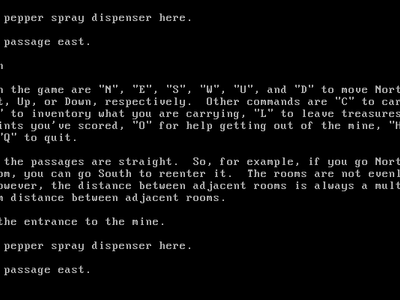 pepper spray dispenser here.
passage east.
n the game are "N", "E", "S", "W", "U", and "D" to move Nort
t, Up, or Down, respectively.  Other commands are "C" to car
" to inventory what you are carrying, "L" to leave treasures
ints you've scored, "O" for help getting out of the mine, "H
"Q" to quit.
the passages are straight.  So, for example, if you go Nort
om, you can go South to reenter it.  The rooms are not evenl
owever, the distance between adjacent rooms is always a mult
m distance between adjacent rooms.
the entrance to the mine.
pepper spray dispenser here.
passage east.